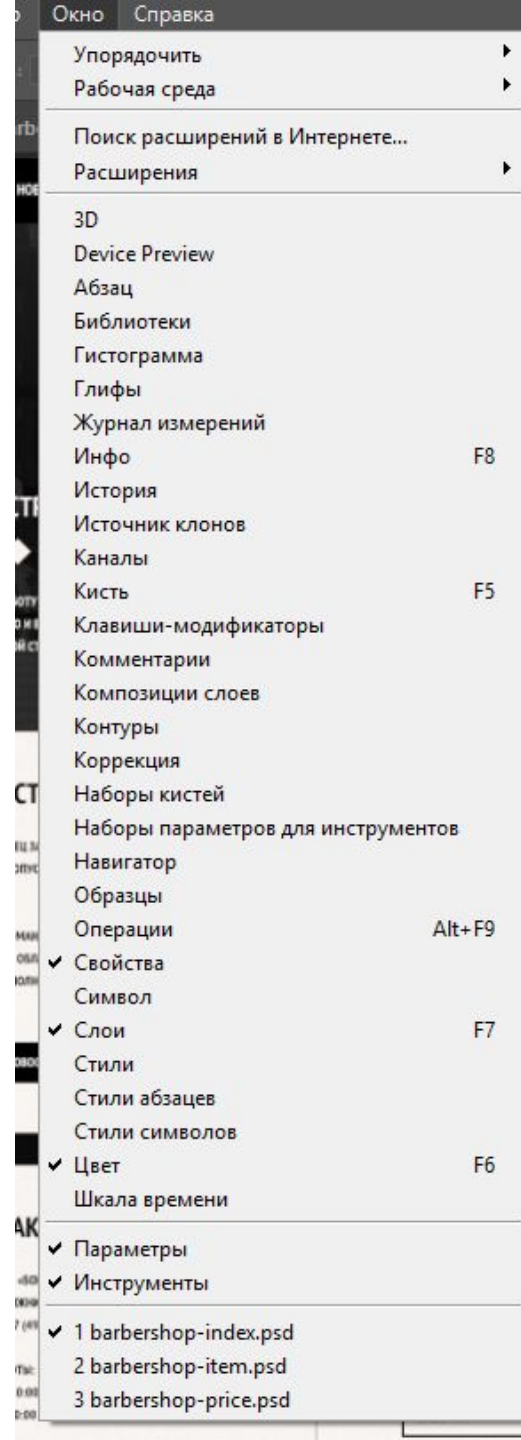 Окно Справка
Упорядочить
Рабочая среда
Поиск расширений в Интернете...
Расширения
3D
Device Preview
Абзац
Библиотеки
Гистограмма
Глифы
Журнал измерений
Инфо F8
История
Источник клонов
Каналы
Кисть F5
Клавиши-модификаторы
Комментарии
Композиции слоев
Контуры
Коррекция
Наборы кистей
Наборы параметров для инструментов
Навигатор
Образцы
Операции Alt+F9
Свойства
Символ
Слои F7
Стили
Стили абзацев
Стили символов
Цвет F6
Шкала времени
Параметры
Инструменты
1 barbershop-index.psd
2 barbershop-item.psd
3 barbershop-price.psd